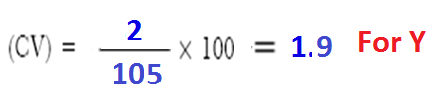 (CV) = 2/105 × 100 = 1.9 For Y